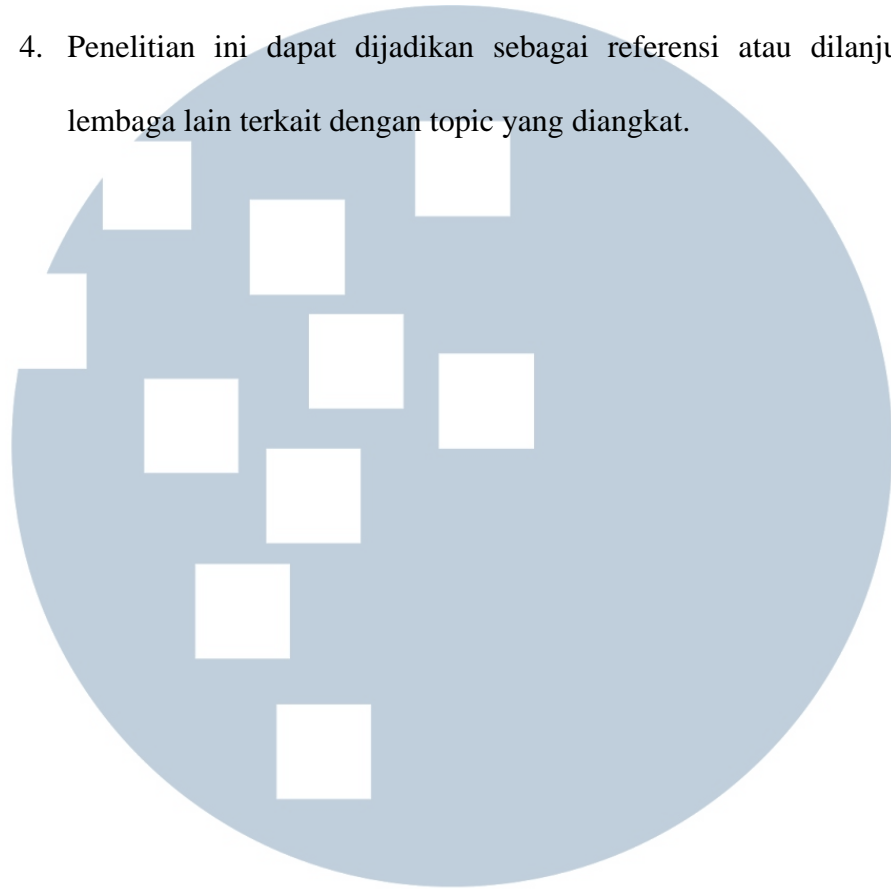 4. Penelitian ini dapat dijadikan sebagai referensi atau
lembaga lain terkait dengan topic yang diangkat.